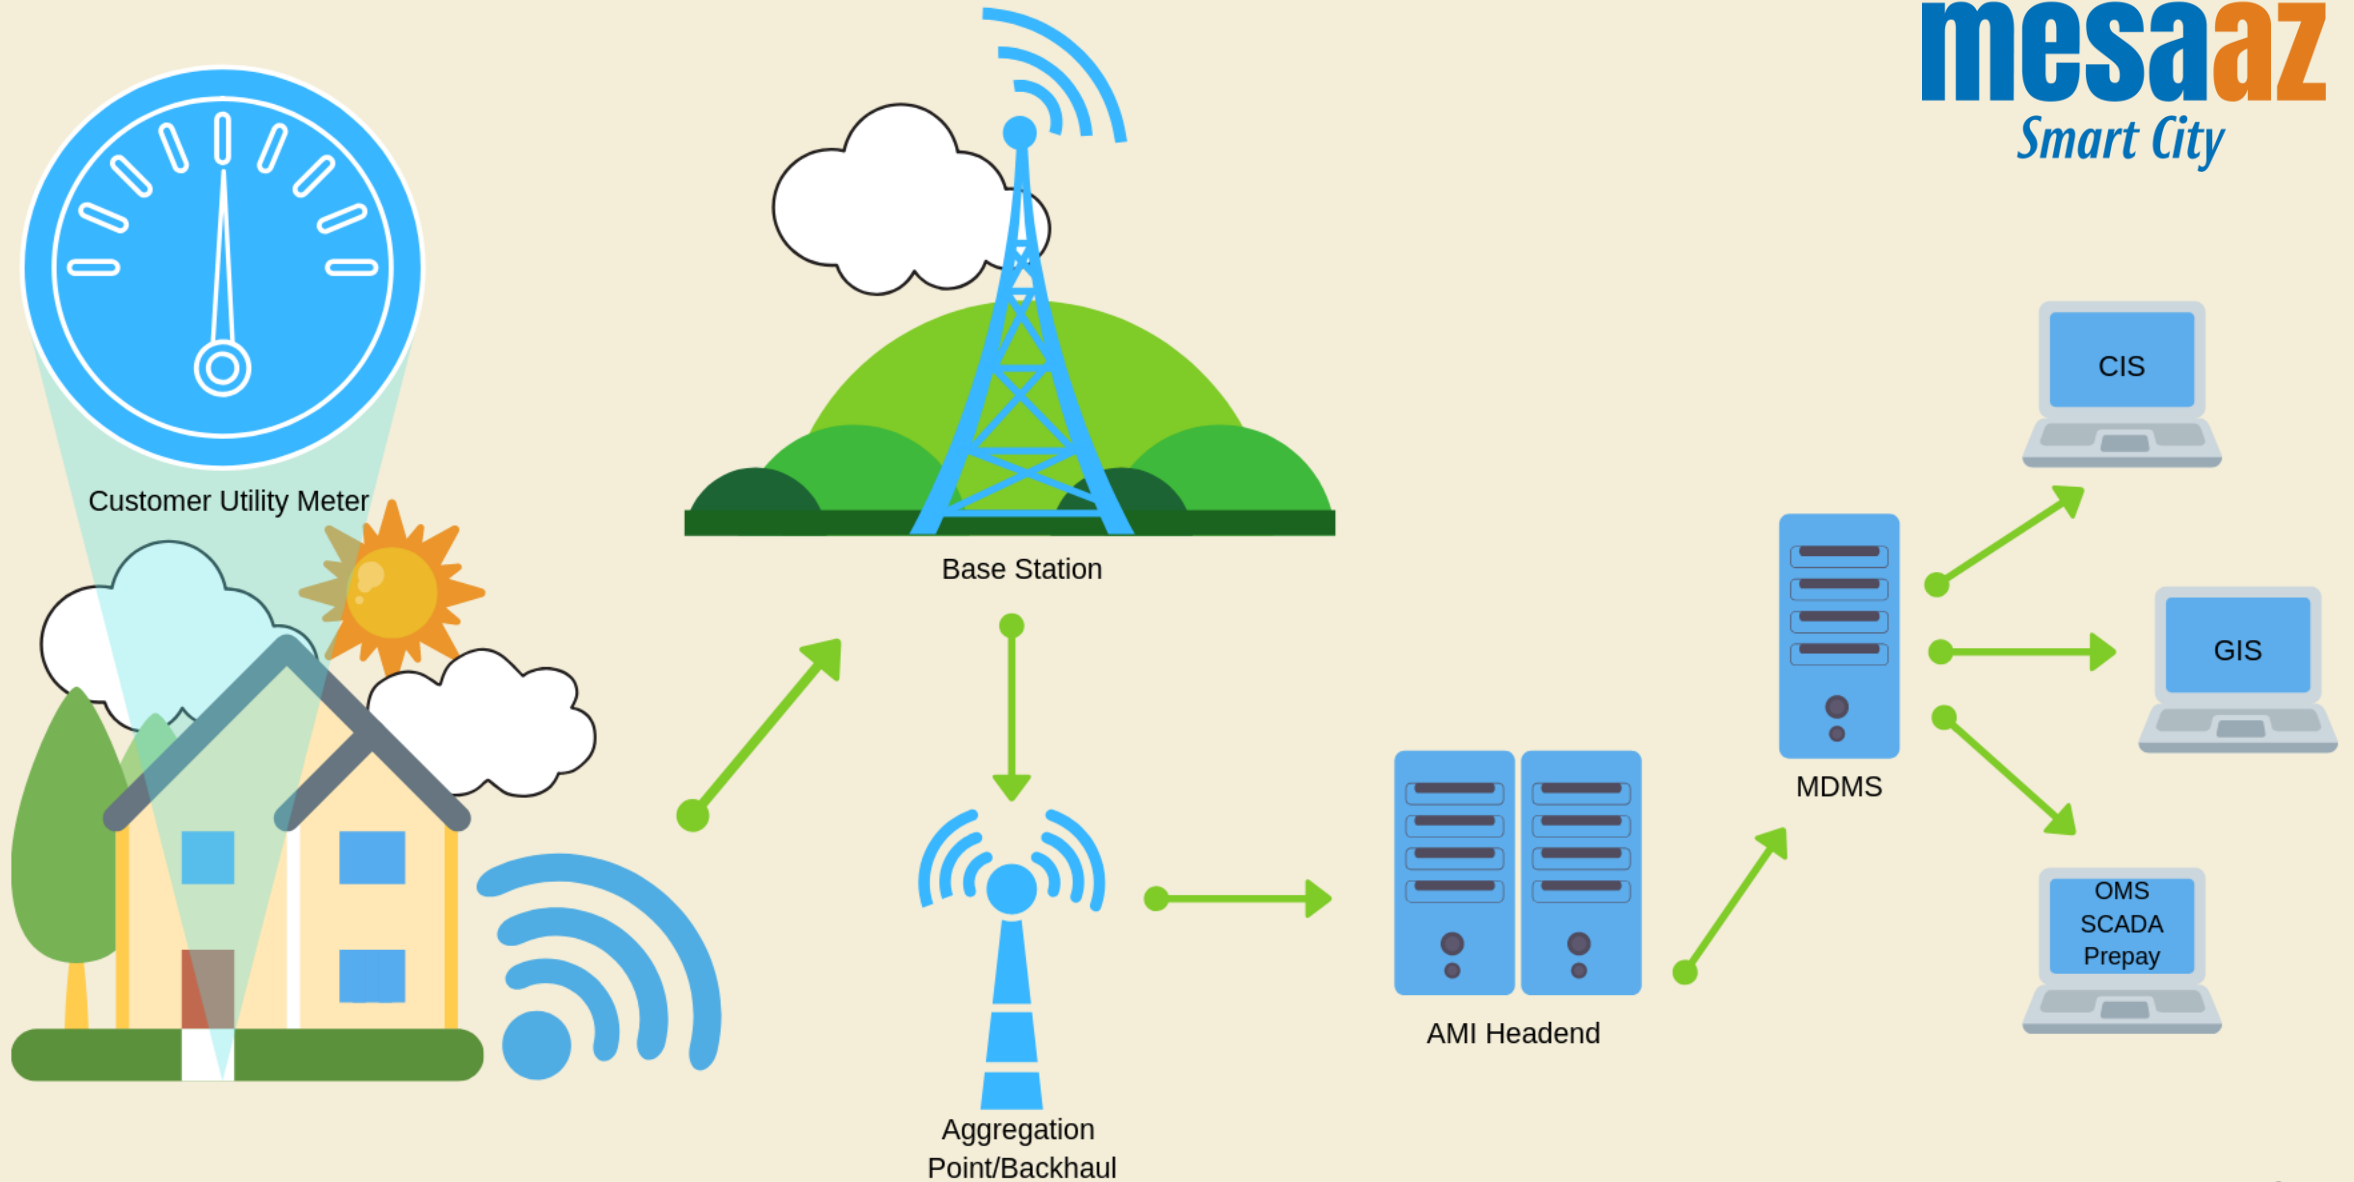 mesaaz
Smart City
Customer Utility Meter
Base Station
Aggregation
Point/Backhaul
AMI Headend
MDMS
CIS
GIS
OMS
SCADA
Prepay